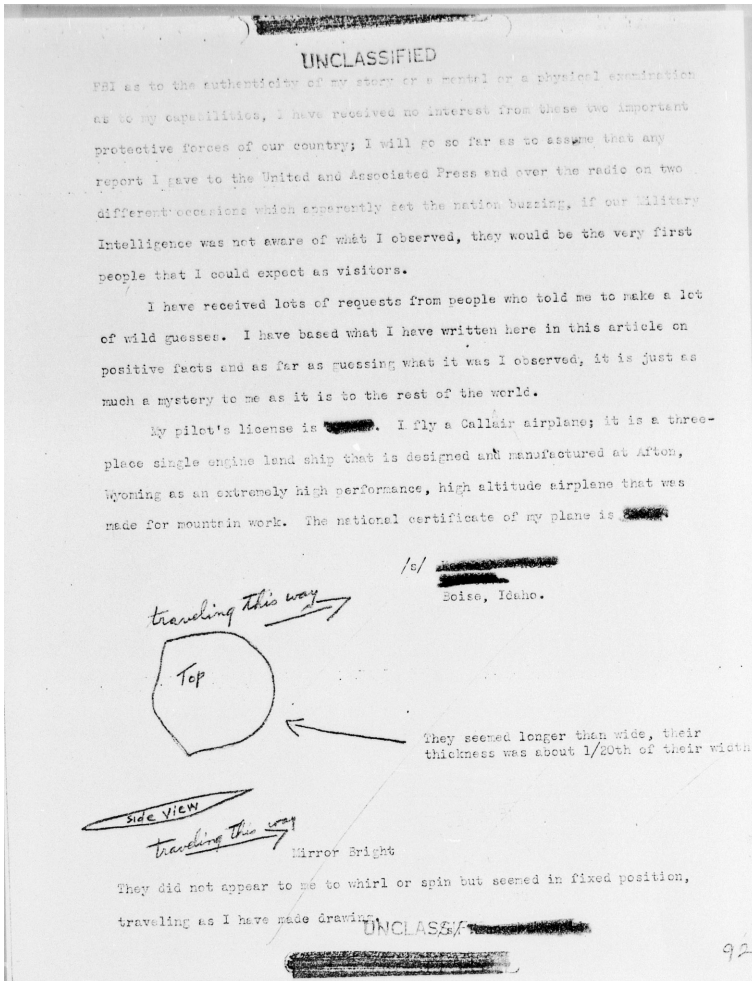 UNCLASSIFIED
FBI as to the authenticity of my story or a mental or a physical examination
as to my capabilities, I have received no interest from these two important
protective forces of our country; I will go so far as to assume that any
report I gave to the United and Associated Press and over the radio on two
different occasions which apparently set the nation buzzing, if our Military
Intelligence was not aware of what I observed, they would be the very first
people that I could expect as visitors.
I have received lots of requests from people who told me to make a lot
of wild guesses. I have based what I have written here in this article on
positive facts and as far as guessing what it was I observed, it is just as
much a mystery to me as it is to the rest of the world.
My pilot's license is . I fly a Callair airplane; it is a three-
place single engine land ship that is designed and manufactured at Afton,
Wyoming as an extremely high performance, high altitude airplane that was
made for mountain work. The national certificate of my plane is
/s/
Boise, Idaho.
traveling this way
Top
They seemed longer than wide, their
thickness was about 1/20th of their width
side view
traveling this way
Mirror Bright
They did not appear to me to whirl or spin but seemed in fixed position,
traveling as I have made drawing.
/s/
92